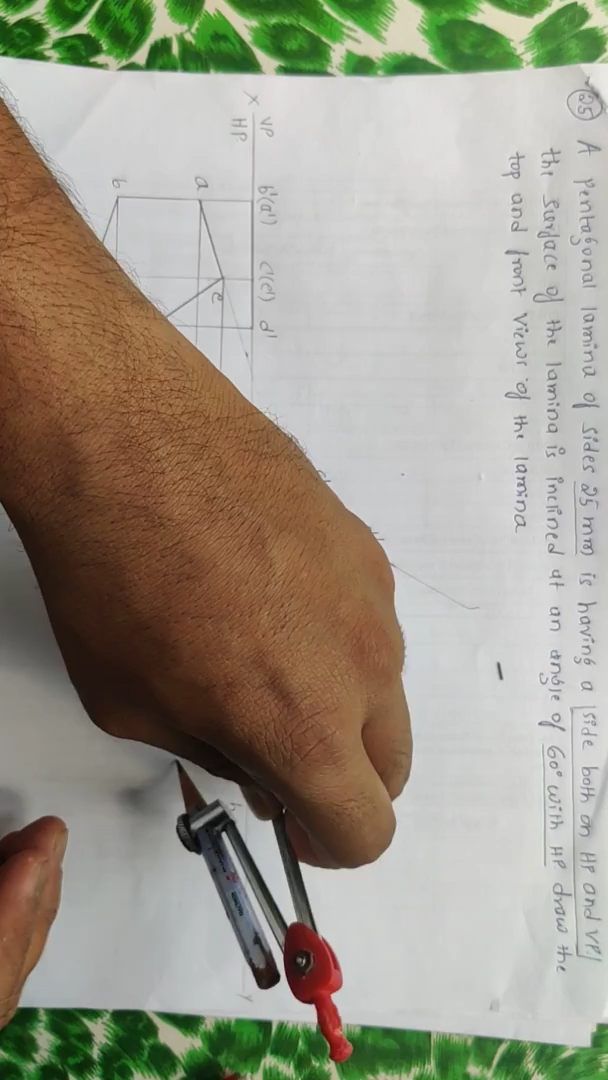 25 A pentagonal lamina of sides 25 mm is having a side both on HP and VP
the surface of the lamina is inclined at an angle of 60° with HP draw the
top and front views of the lamina
X VP
HP
b'(a') c'(e') d'
a
e
b
Y